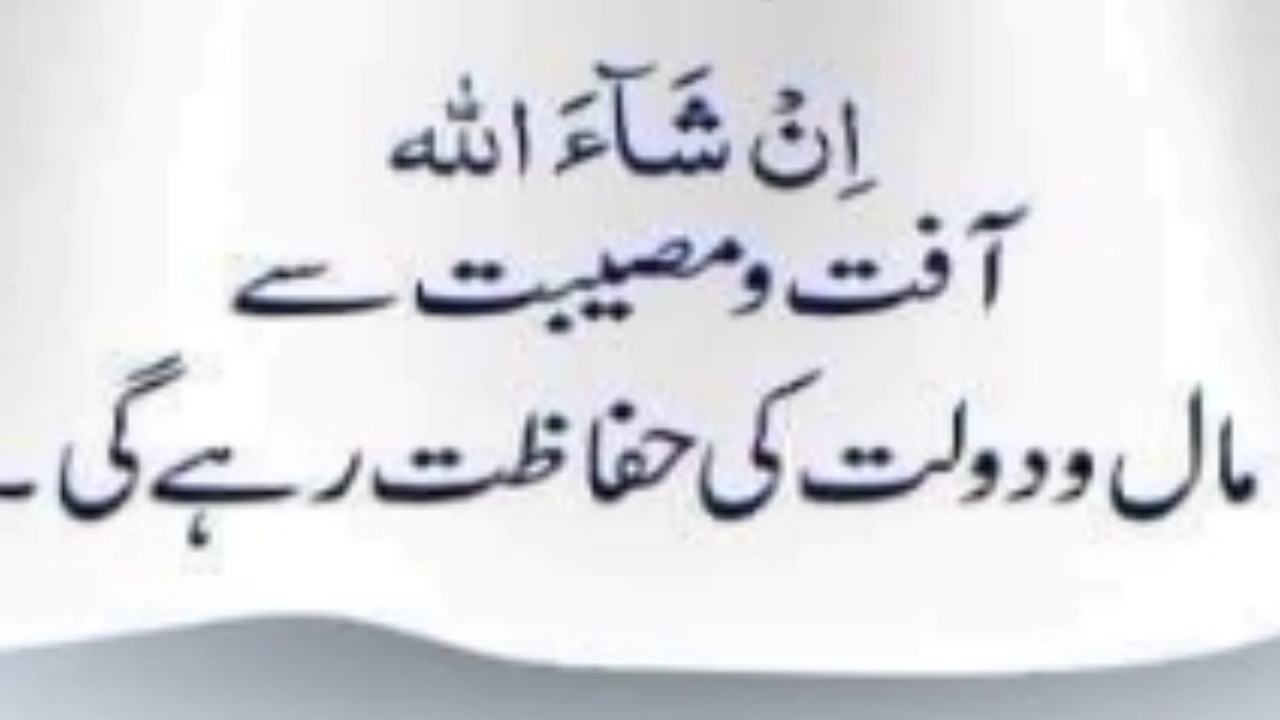 اِنۡ شَآءَ اللہ
آفت و مصیبت سے
مال و دولت کی حفاظت رہے گی۔